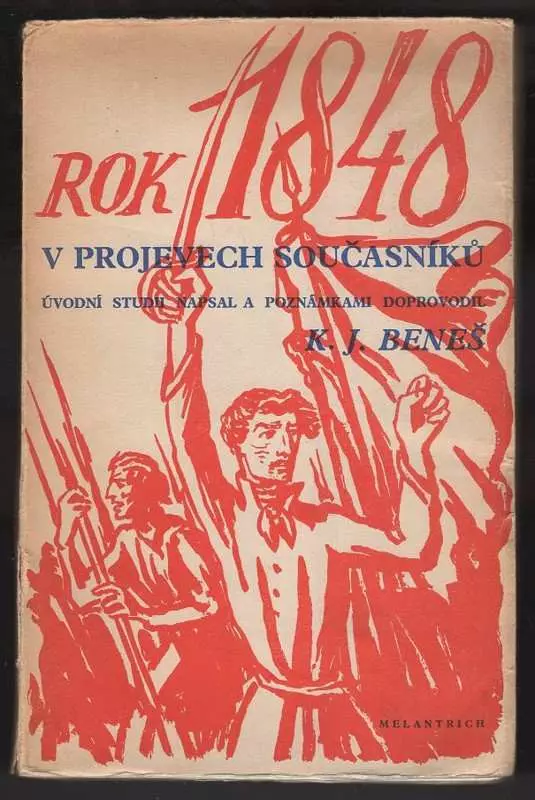 ROK 1848
V PROJEVECH SOUČASNÍKŮ
ÚVODNÍ STUDII NAPSAL A POZNÁMKAMI DOPROVODIL
K. J. BENEŠ
MELANTRICH